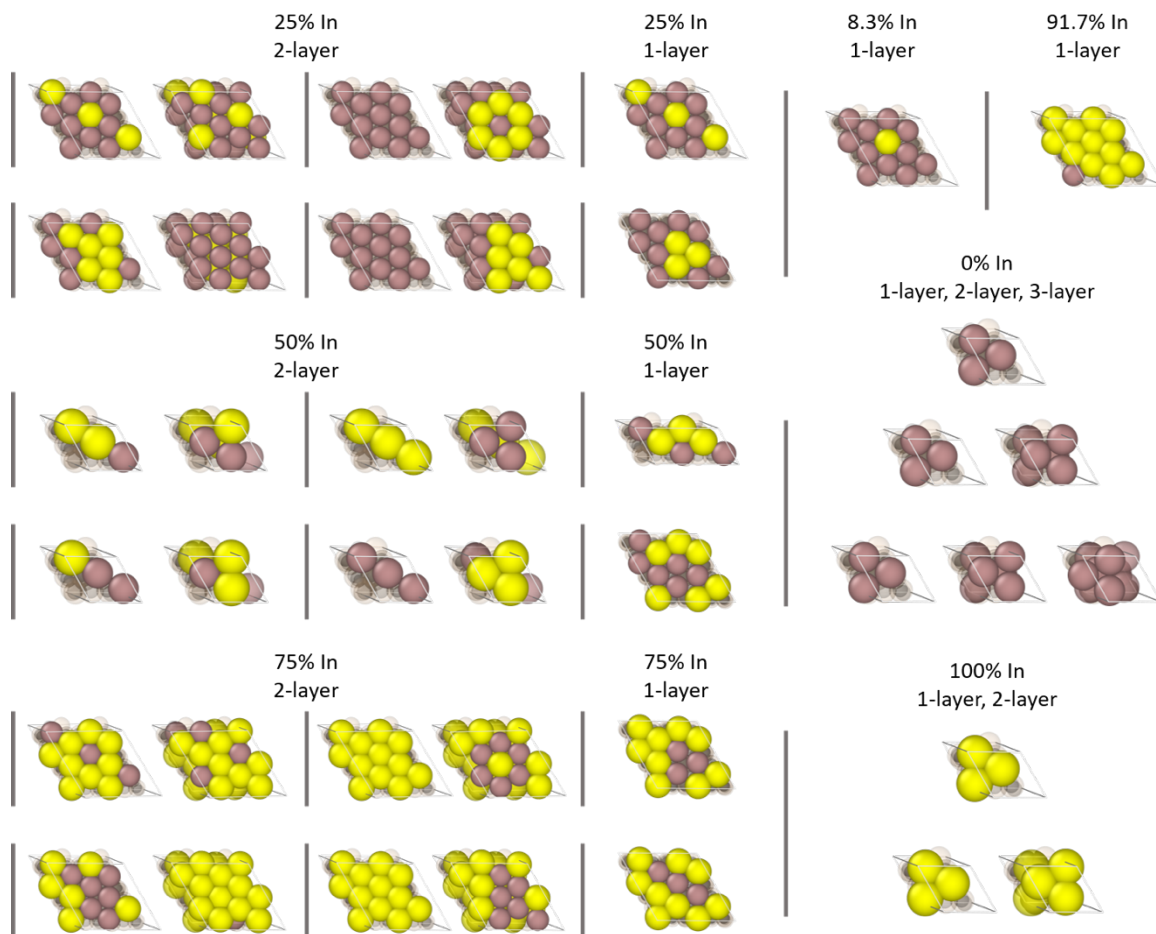 25% In
2-layer
25% In
1-layer
8.3% In
1-layer
91.7% In
1-layer
0% In
1-layer, 2-layer, 3-layer
50% In
2-layer
50% In
1-layer
75% In
2-layer
75% In
1-layer
100% In
1-layer, 2-layer